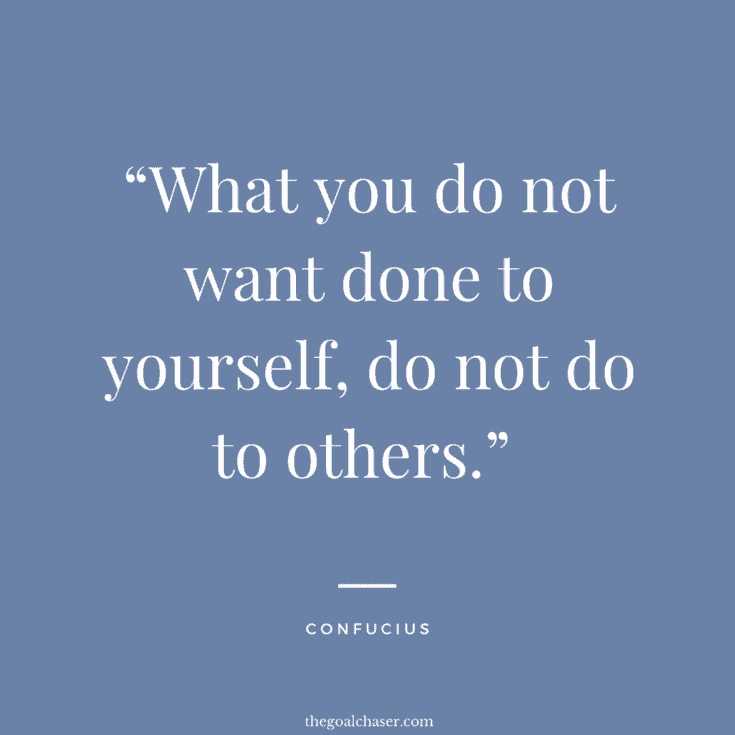 “What you do not
want done to
yourself, do not do
to others.”
CONFUCIUS
thegoalchaser.com